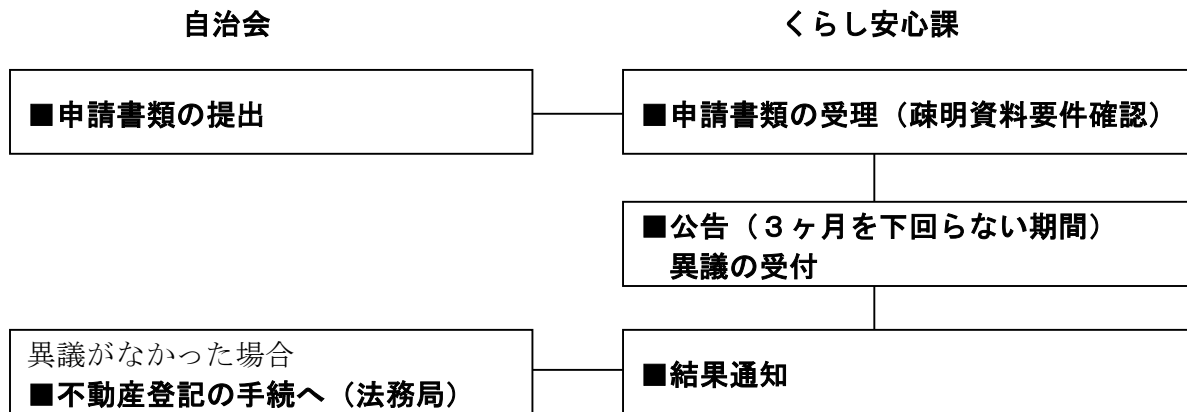 自治会
くらし安心課
■申請書類の提出
■申請書類の受理（疎明資料要件確認）
■公告（３ヶ月を下回らない期間）
異議の受付
異議がなかった場合
■不動産登記の手続へ（法務局）
■結果通知